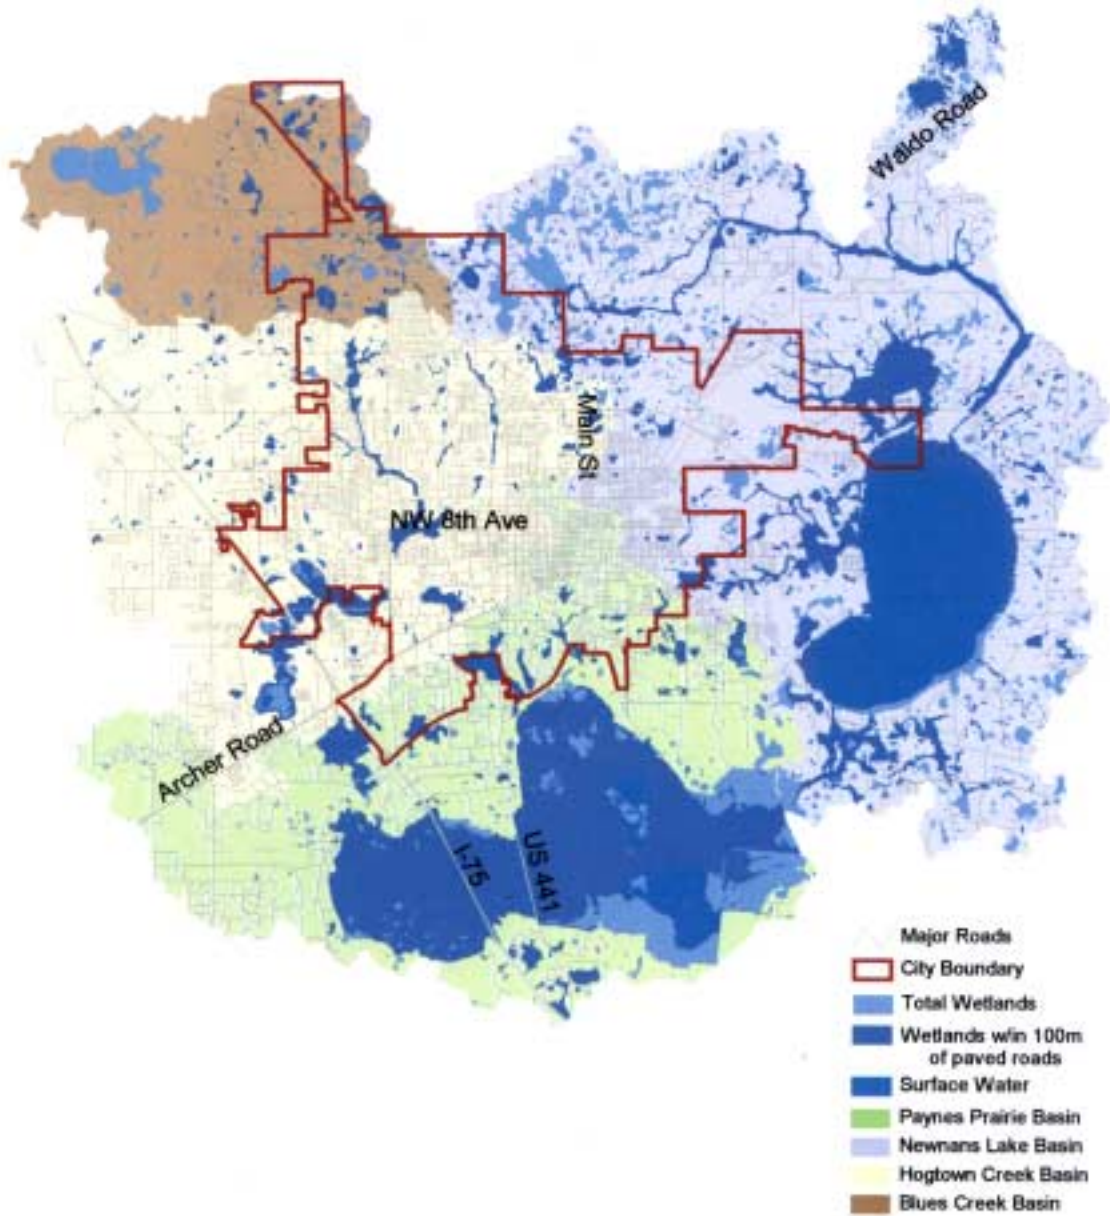 Waldo Road
Main St
NW 8th Ave
Archer Road
I-75
US 441
Major Roads
City Boundary
Total Wetlands
Wetlands w/in 100m
of paved roads
Surface Water
Paynes Prairie Basin
Newnans Lake Basin
Hogtown Creek Basin
Blues Creek Basin